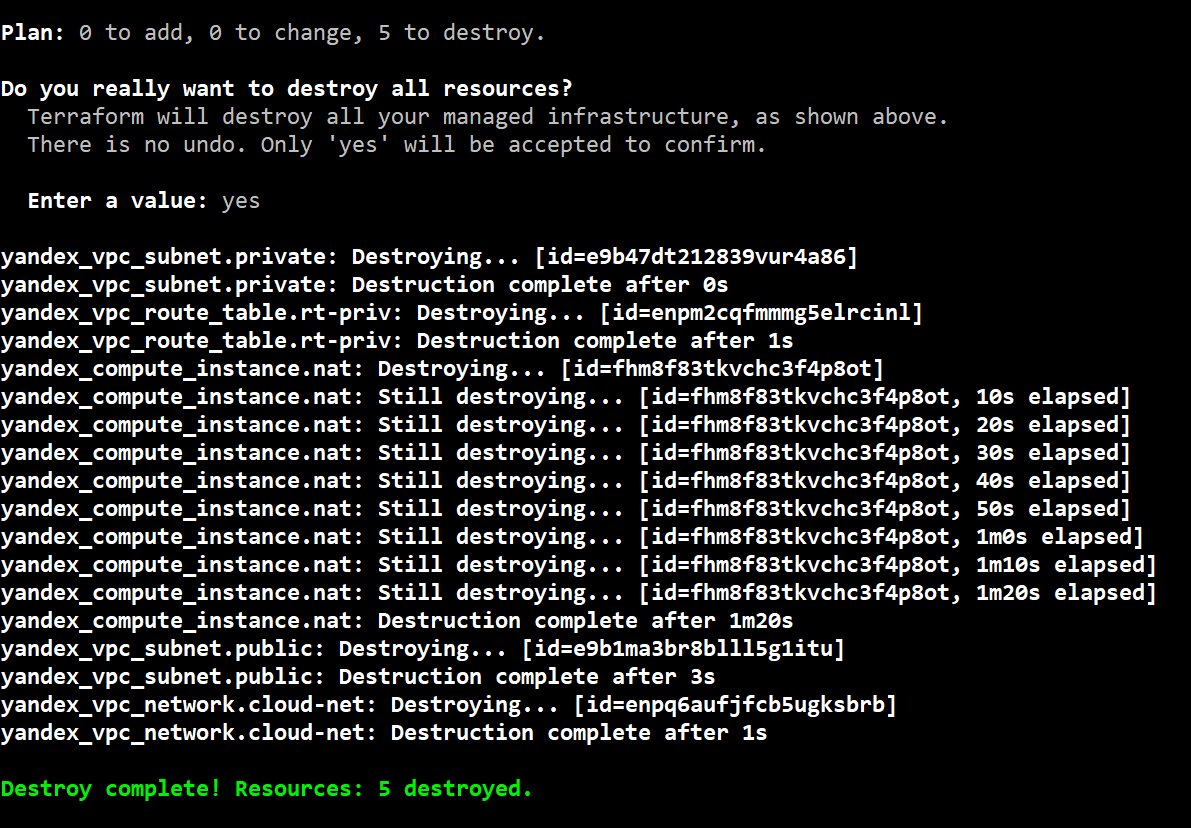 Plan: 0 to add, 0 to change, 5 to destroy.
Do you really want to destroy all resources?
Terraform will destroy all your managed infrastructure, as shown above.
There is no undo. Only 'yes' will be accepted to confirm.
Enter a value: yes
yandex_vpc_subnet.private: Destroying... [id=e9b47dt212839vur4a86]
yandex_vpc_subnet.private: Destruction complete after 0s
yandex_vpc_route_table.rt-priv: Destroying... [id=enpm2cqfmmmg5elrcinl]
yandex_vpc_route_table.rt-priv: Destruction complete after 1s
yandex_compute_instance.nat: Destroying... [id=fhm8f83tkvchc3f4p8ot]
yandex_compute_instance.nat: Still destroying... [id=fhm8f83tkvchc3f4p8ot, 10s elapsed]
yandex_compute_instance.nat: Still destroying... [id=fhm8f83tkvchc3f4p8ot, 20s elapsed]
yandex_compute_instance.nat: Still destroying... [id=fhm8f83tkvchc3f4p8ot, 30s elapsed]
yandex_compute_instance.nat: Still destroying... [id=fhm8f83tkvchc3f4p8ot, 40s elapsed]
yandex_compute_instance.nat: Still destroying... [id=fhm8f83tkvchc3f4p8ot, 50s elapsed]
yandex_compute_instance.nat: Still destroying... [id=fhm8f83tkvchc3f4p8ot, 1m0s elapsed]
yandex_compute_instance.nat: Still destroying... [id=fhm8f83tkvchc3f4p8ot, 1m10s elapsed]
yandex_compute_instance.nat: Still destroying... [id=fhm8f83tkvchc3f4p8ot, 1m20s elapsed]
yandex_compute_instance.nat: Destruction complete after 1m20s
yandex_vpc_subnet.public: Destroying... [id=e9b1ma3br8blll5g1itu]
yandex_vpc_subnet.public: Destruction complete after 3s
yandex_vpc_network.cloud-net: Destroying... [id=enpq6aufjfcb5ugksbrb]
yandex_vpc_network.cloud-net: Destruction complete after 1s
Destroy complete! Resources: 5 destroyed.